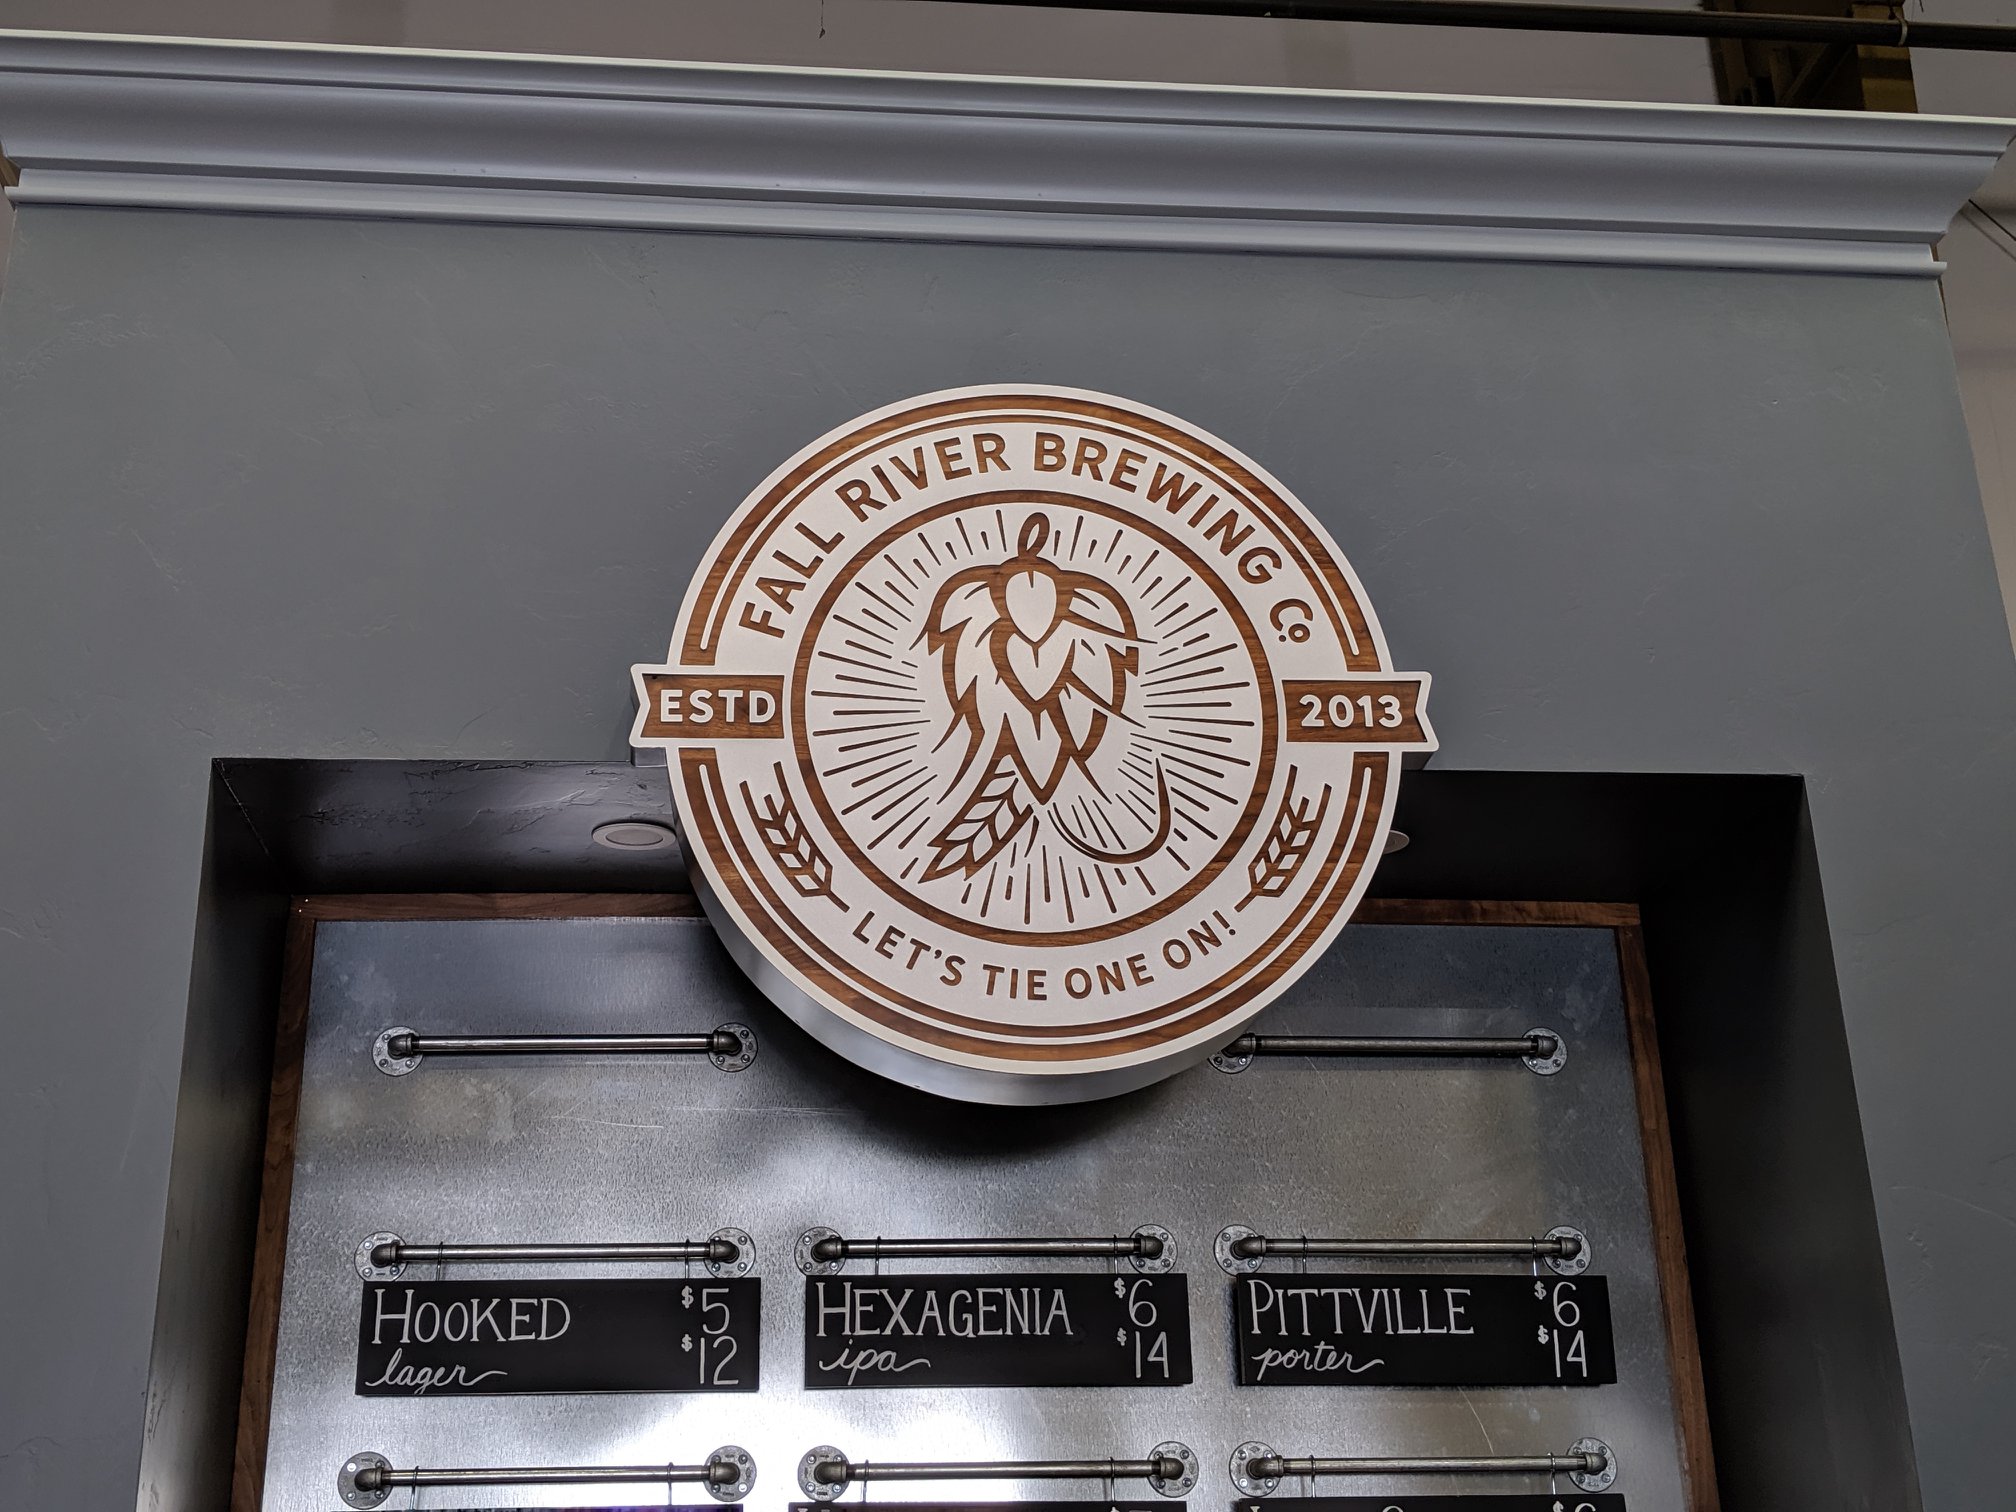 FALL RIVER BREWING Co
ESTD 2013
LET'S TIE ONE ON!
HOOKED $5
lager $12
HEXAGENIA $6
ipa $14
PITTVILLE $6
porter $14